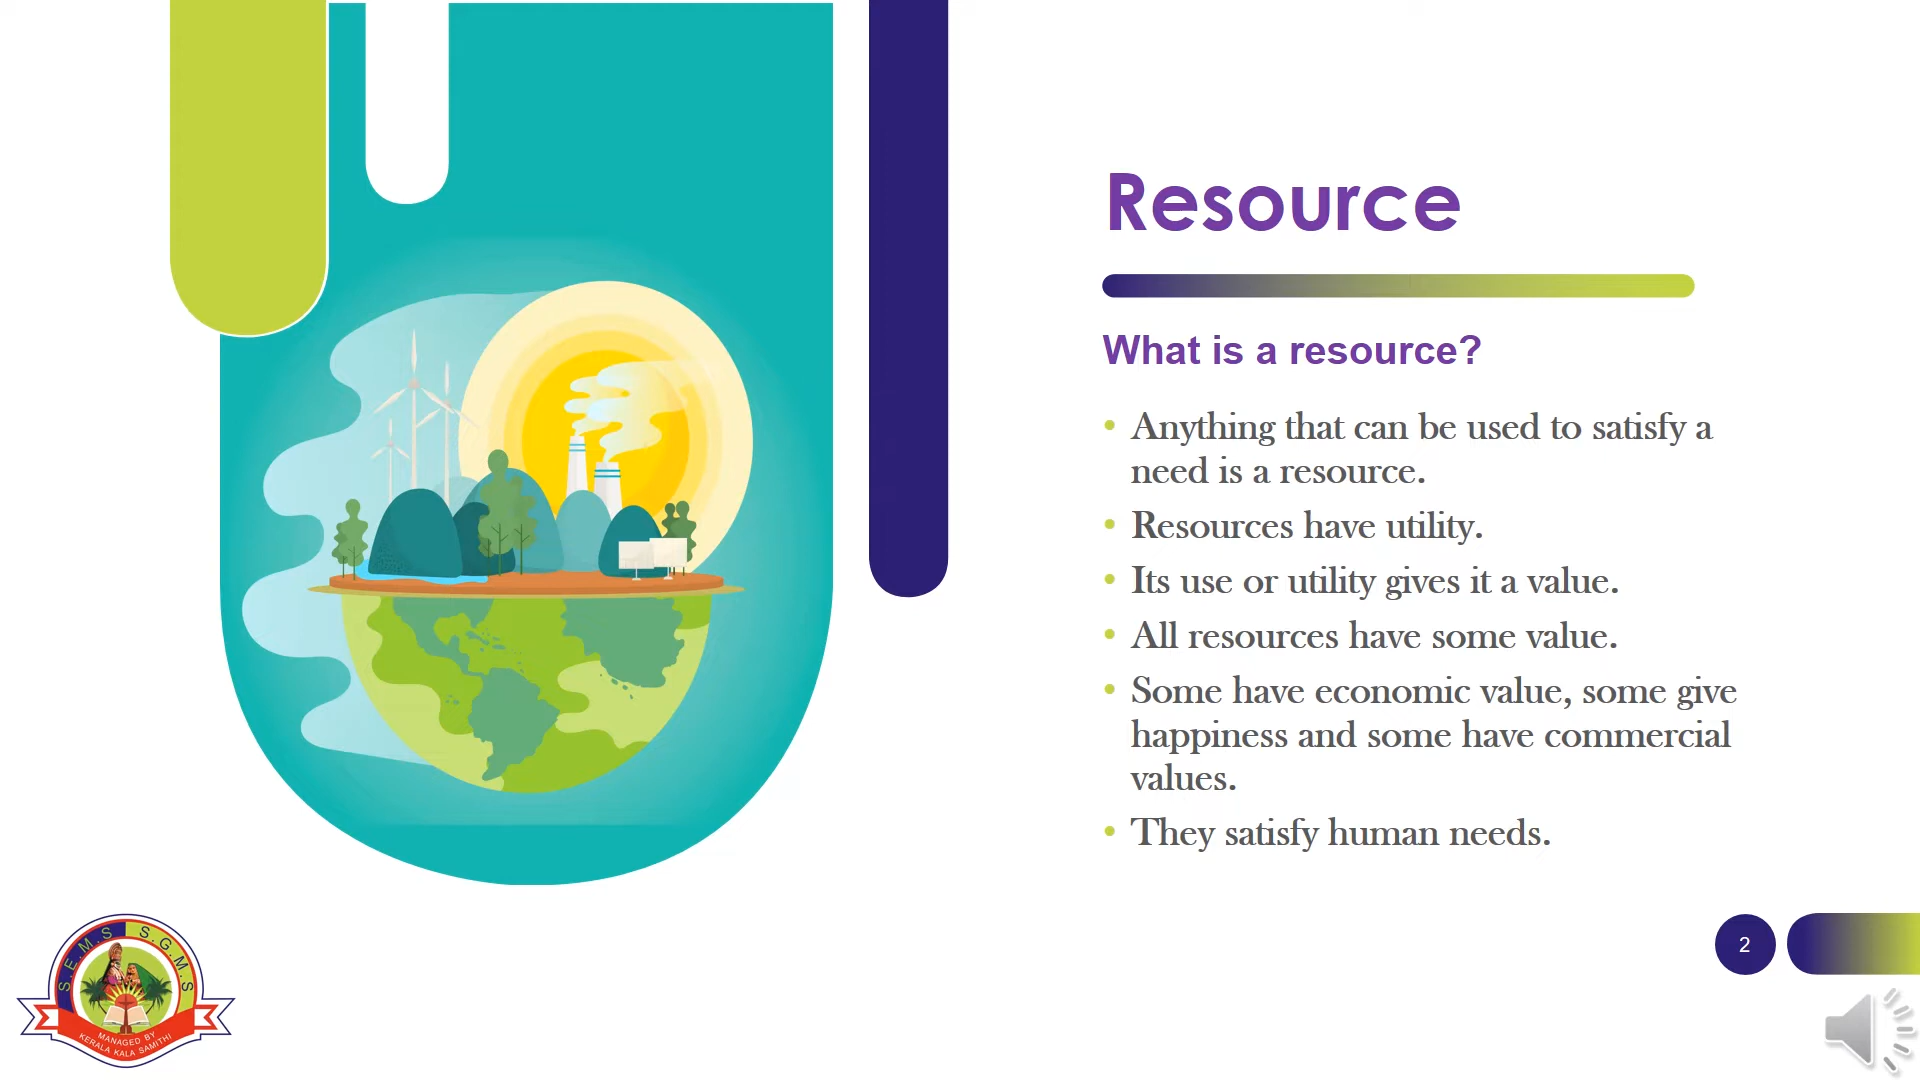 Resource
What is a resource?
• Anything that can be used to satisfy a
need is a resource.
• Resources have utility.
• Its use or utility gives it a value.
• All resources have some value.
• Some have economic value, some give
happiness and some have commercial
values.
• They satisfy human needs.
2
S.E.M.S S.G.M.S
MANAGED BY
KERALA KALA SAMITHI